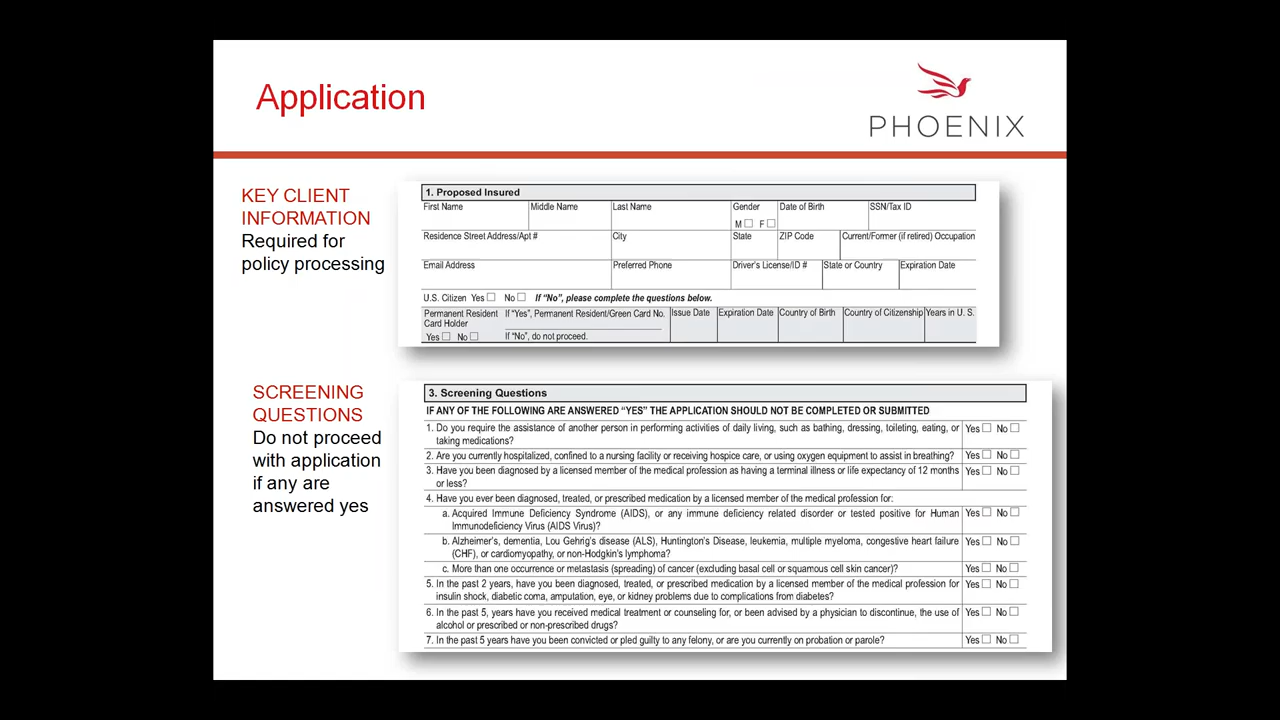 Application
PHOENIX
KEY CLIENT
INFORMATION
Required for
policy processing
1. Proposed Insured
First Name Middle Name Last Name Gender Date of Birth SSN/Tax ID
M □ F □
Residence Street Address/Apt # City State ZIP Code Current/Former (if retired) Occupation
Email Address Preferred Phone Driver's License/ID # State or Country Expiration Date
U.S. Citizen Yes □ No □ If "No", please complete the questions below.
Permanent Resident If "Yes", Permanent Resident/Green Card No. Issue Date Expiration Date Country of Birth Country of Citizenship Years in U. S.
Card Holder
Yes □ No □ If "No", do not proceed.
SCREENING
QUESTIONS
Do not proceed
with application
if any are
answered yes
3. Screening Questions
IF ANY OF THE FOLLOWING ARE ANSWERED "YES" THE APPLICATION SHOULD NOT BE COMPLETED OR SUBMITTED
1. Do you require the assistance of another person in performing activities of daily living, such as bathing, dressing, toileting, eating, or Yes □ No □
taking medications?
2. Are you currently hospitalized, confined to a nursing facility or receiving hospice care, or using oxygen equipment to assist in breathing? Yes □ No □
3. Have you been diagnosed by a licensed member of the medical profession as having a terminal illness or life expectancy of 12 months Yes □ No □
or less?
4. Have you ever been diagnosed, treated, or prescribed medication by a licensed member of the medical profession for:
a. Acquired Immune Deficiency Syndrome (AIDS), or any immune deficiency related disorder or tested positive for Human Yes □ No □
Immunodeficiency Virus (AIDS Virus)?
b. Alzheimer's, dementia, Lou Gehrig's disease (ALS), Huntington's Disease, leukemia, multiple myeloma, congestive heart failure Yes □ No □
(CHF), or cardiomyopathy, or non-Hodgkin's lymphoma?
c. More than one occurrence or metastasis (spreading) of cancer (excluding basal cell or squamous cell skin cancer)? Yes □ No □
5. In the past 2 years, have you been diagnosed, treated, or prescribed medication by a licensed member of the medical profession for Yes □ No □
insulin shock, diabetic coma, amputation, eye, or kidney problems due to complications from diabetes?
6. In the past 5, years have you received medical treatment or counseling for, or been advised by a physician to discontinue, the use of Yes □ No □
alcohol or prescribed or non-prescribed drugs?
7. In the past 5 years have you been convicted or pled guilty to any felony, or are you currently on probation or parole? Yes □ No □